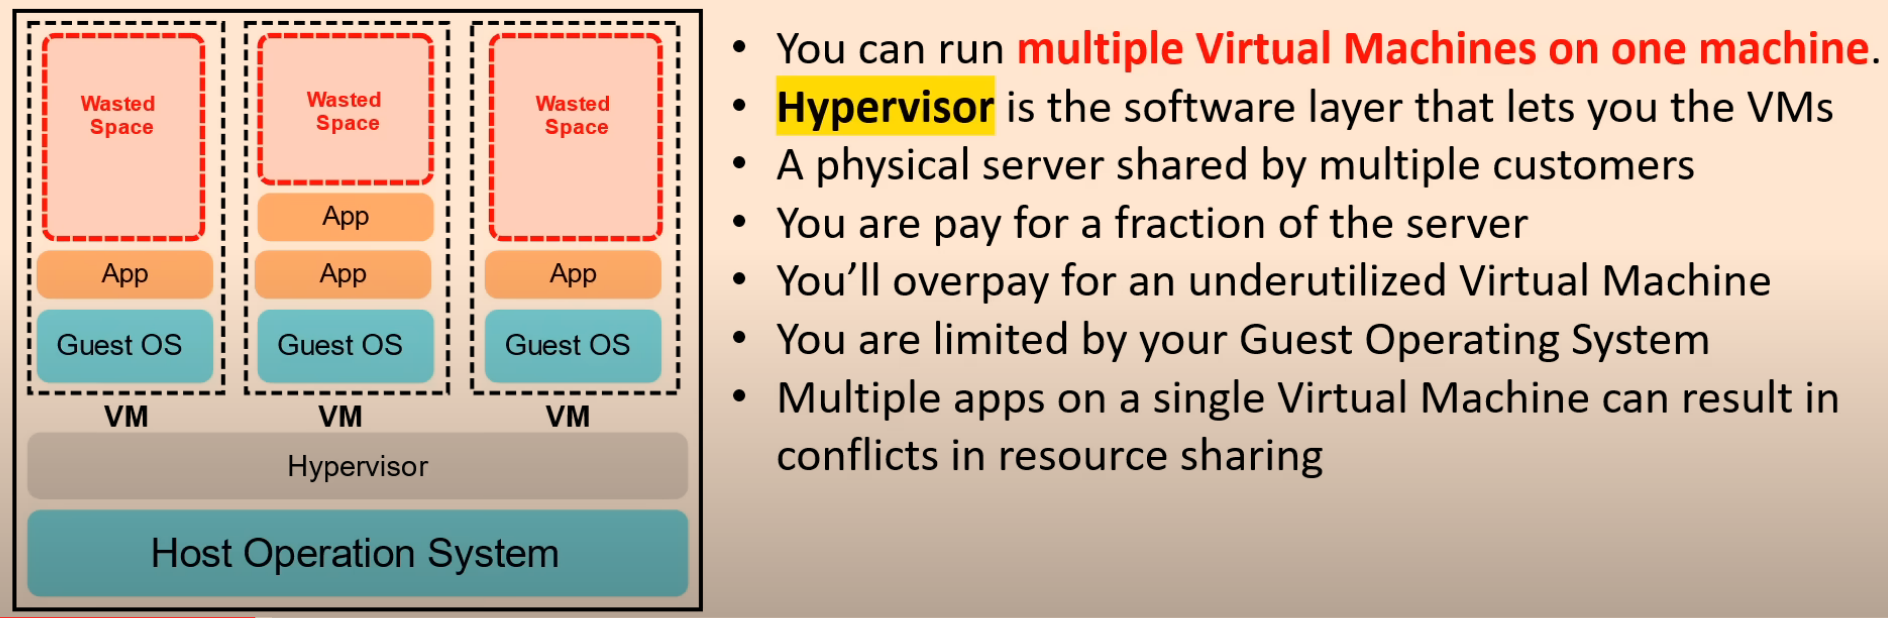 Wasted
Space
Wasted
Space
Wasted
Space
App
App
App
App
Guest OS
Guest OS
Guest OS
VM
VM
VM
Hypervisor
Host Operation System
• You can run multiple Virtual Machines on one machine.
• Hypervisor is the software layer that lets you the VMs
• A physical server shared by multiple customers
• You are pay for a fraction of the server
• You’ll overpay for an underutilized Virtual Machine
• You are limited by your Guest Operating System
• Multiple apps on a single Virtual Machine can result in
conflicts in resource sharing